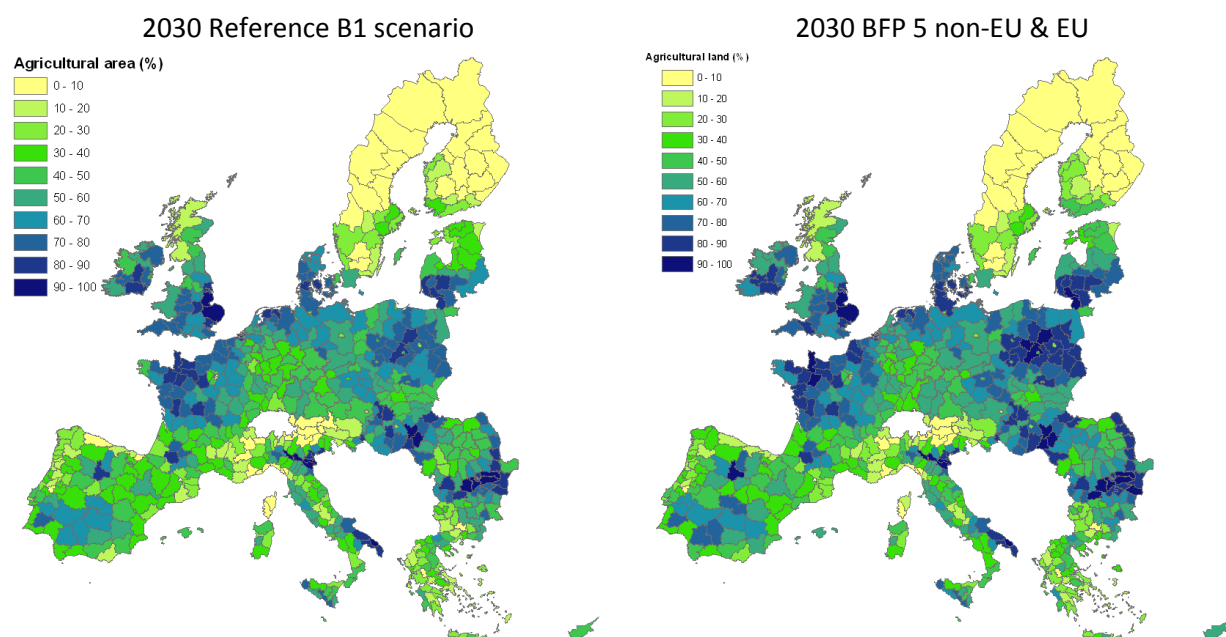 2030 Reference B1 scenario
Agricultural area (%)
0 - 10
10 - 20
20 - 30
30 - 40
40 - 50
50 - 60
60 - 70
70 - 80
80 - 90
90 - 100
2030 BFP 5 non-EU & EU
Agricultural land (%)
0 - 10
10 - 20
20 - 30
30 - 40
40 - 50
50 - 60
60 - 70
70 - 80
80 - 90
90 - 100